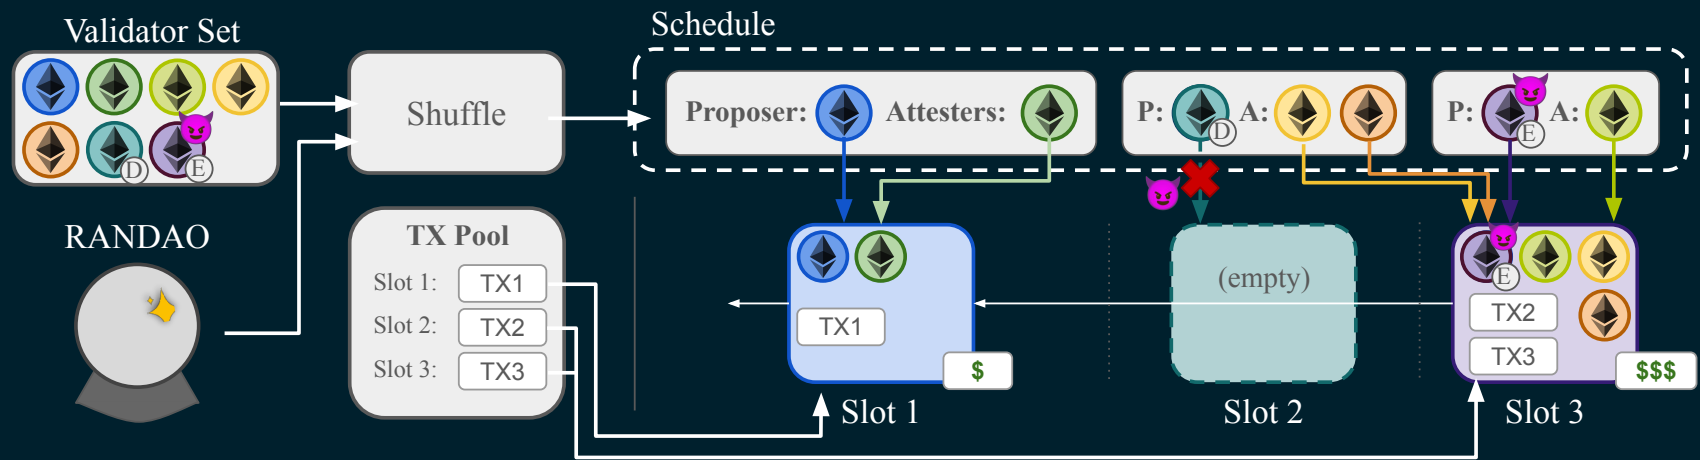 Validator Set
D
E
RANDAO
Shuffle
TX Pool
Slot 1: TX1
Slot 2: TX2
Slot 3: TX3
Schedule
Proposer: Attesters:
P: D A:
P: E A:
TX1
$
Slot 1
(empty)
Slot 2
E
TX2
TX3
$$$
Slot 3